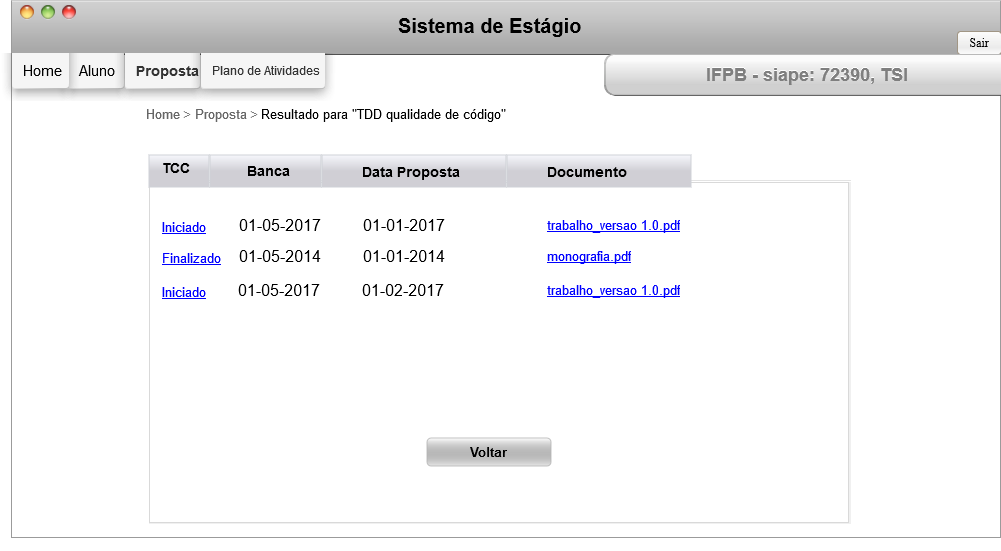 Sistema de Estágio
Sair
Home Aluno Proposta Plano de Atividades
IFPB - siape: 72390, TSI
Home > Proposta > Resultado para "TDD qualidade de código"
TCC Banca Data Proposta Documento
Iniciado 01-05-2017 01-01-2017 trabalho_versao 1.0.pdf
Finalizado 01-05-2014 01-01-2014 monografia.pdf
Iniciado 01-05-2017 01-02-2017 trabalho_versao 1.0.pdf
Voltar